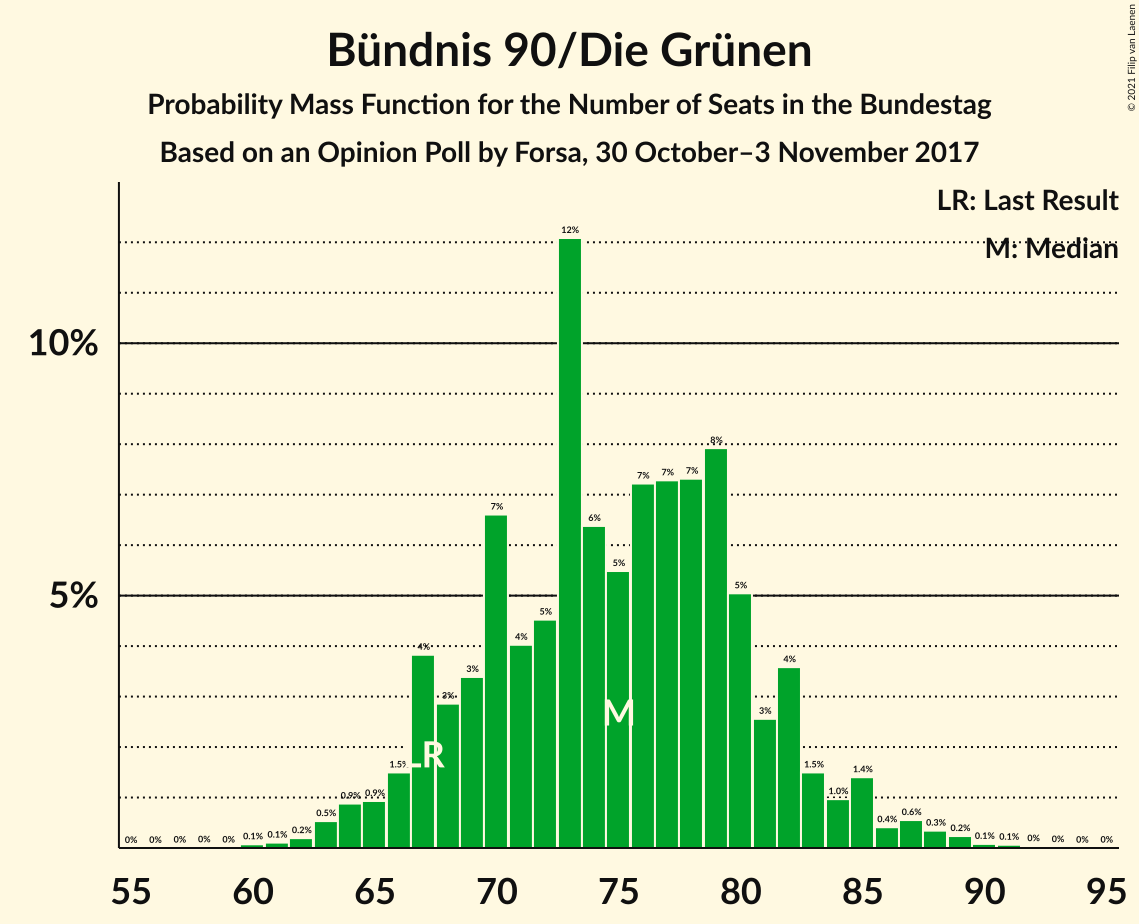 Bündnis 90/Die Grünen
Probability Mass Function for the Number of Seats in the Bundestag
Based on an Opinion Poll by Forsa, 30 October–3 November 2017
© 2021 Filip van Laenen
LR: Last Result
M: Median
10%
5%
0% 0% 0% 0% 0% 0.1% 0.1% 0.2% 0.5% 0.9% 0.9% 1.5% 4% 3% 3% 7% 4% 5% 12% 6% 5% 7% 7% 7% 8% 5% 3% 4% 1.5% 1.0% 1.4% 0.4% 0.6% 0.3% 0.2% 0.1% 0.1% 0% 0% 0% 0%
LR
M
55 60 65 70 75 80 85 90 95